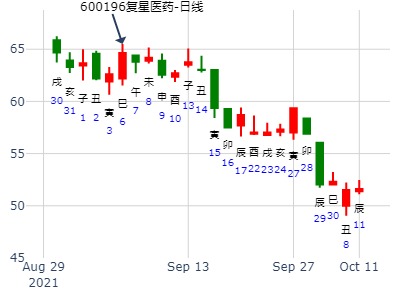 600196复星医药-日线
65
60
55
50
45
戌
30
亥
31
子
1
丑
2
寅
3
巳
6
午
7
未
8
申
9
酉
10
子
13
丑
14
寅
15
卯
16
辰
17
酉
22
戌
23
亥
24
寅
27
卯
28
辰
29
巳
30
丑
8
辰
11
Aug 29
2021
Sep 13
Sep 27
Oct 11